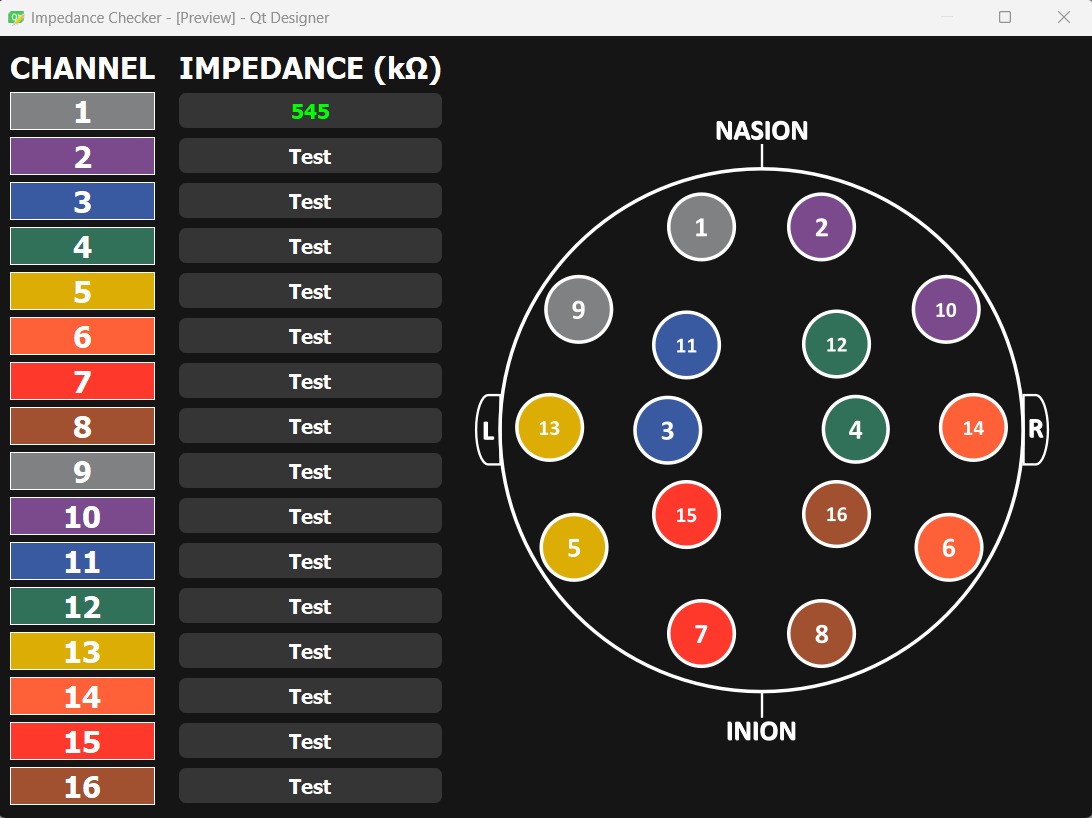 Impedance Checker - [Preview] - Qt Designer
CHANNEL IMPEDANCE (kΩ)
1 545
2 Test
3 Test
4 Test
5 Test
6 Test
7 Test
8 Test
9 Test
10 Test
11 Test
12 Test
13 Test
14 Test
15 Test
16 Test
NASION
1 2
9 10
11 12
L 13 3 4 14 R
15 16
5 6
7 8
INION